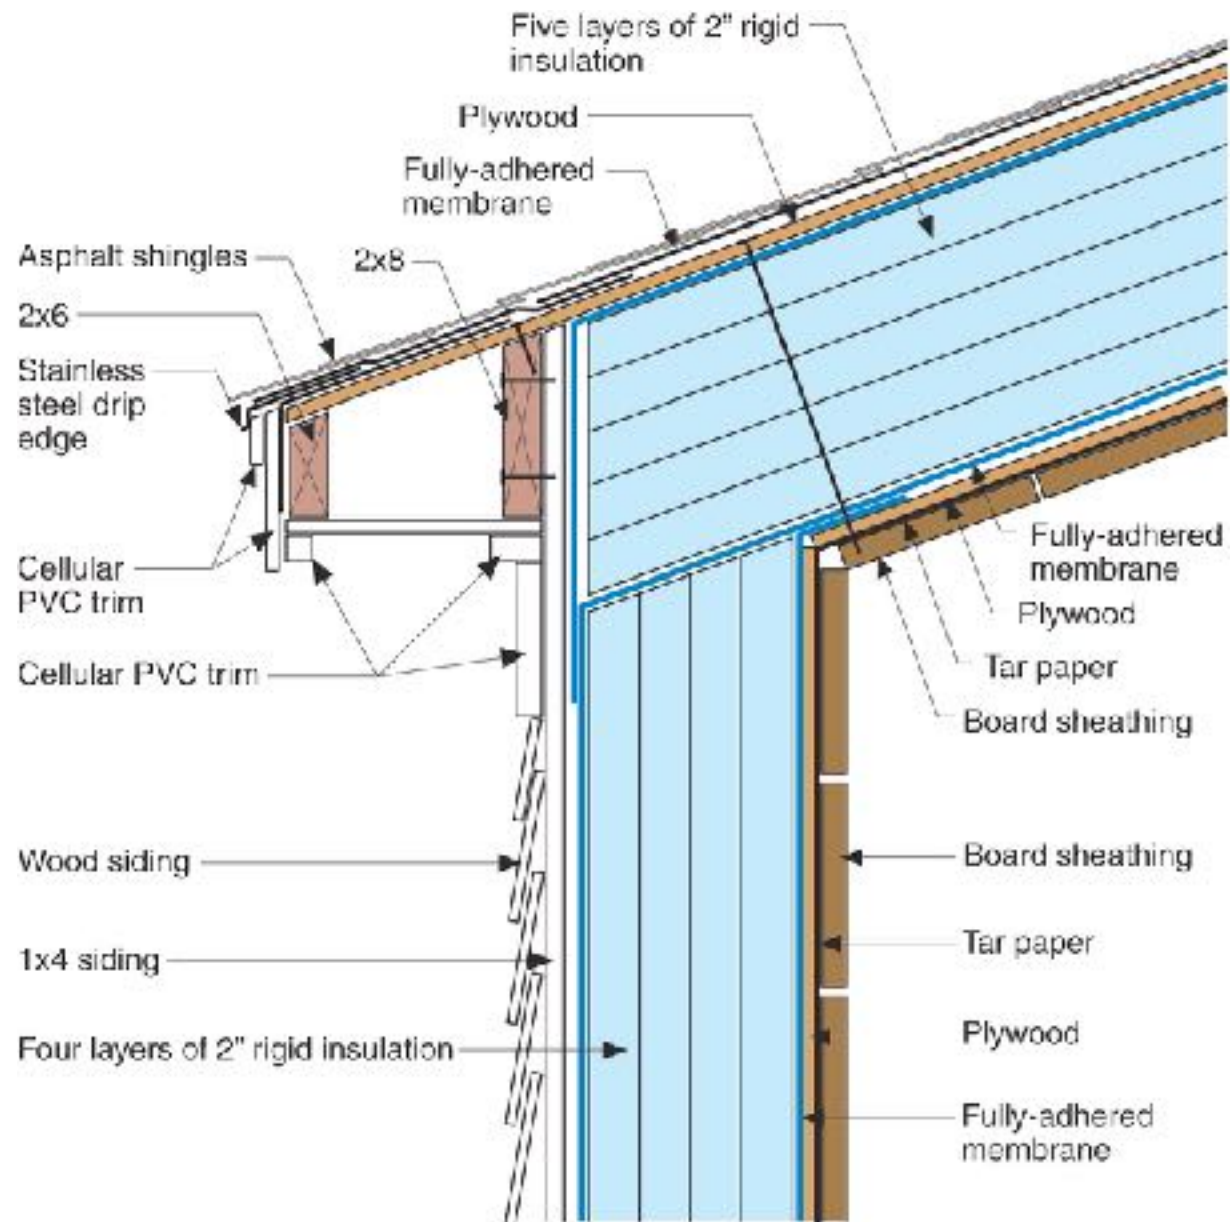 Five layers of 2" rigid
insulation
Plywood
Fully-adhered
membrane
Asphalt shingles
2x8
2x6
Stainless
steel drip
edge
Cellular
PVC trim
Cellular PVC trim
Wood siding
1x4 siding
Four layers of 2" rigid insulation
Fully-adhered
membrane
Plywood
Tar paper
Board sheathing
Board sheathing
Tar paper
Plywood
Fully-adhered
membrane